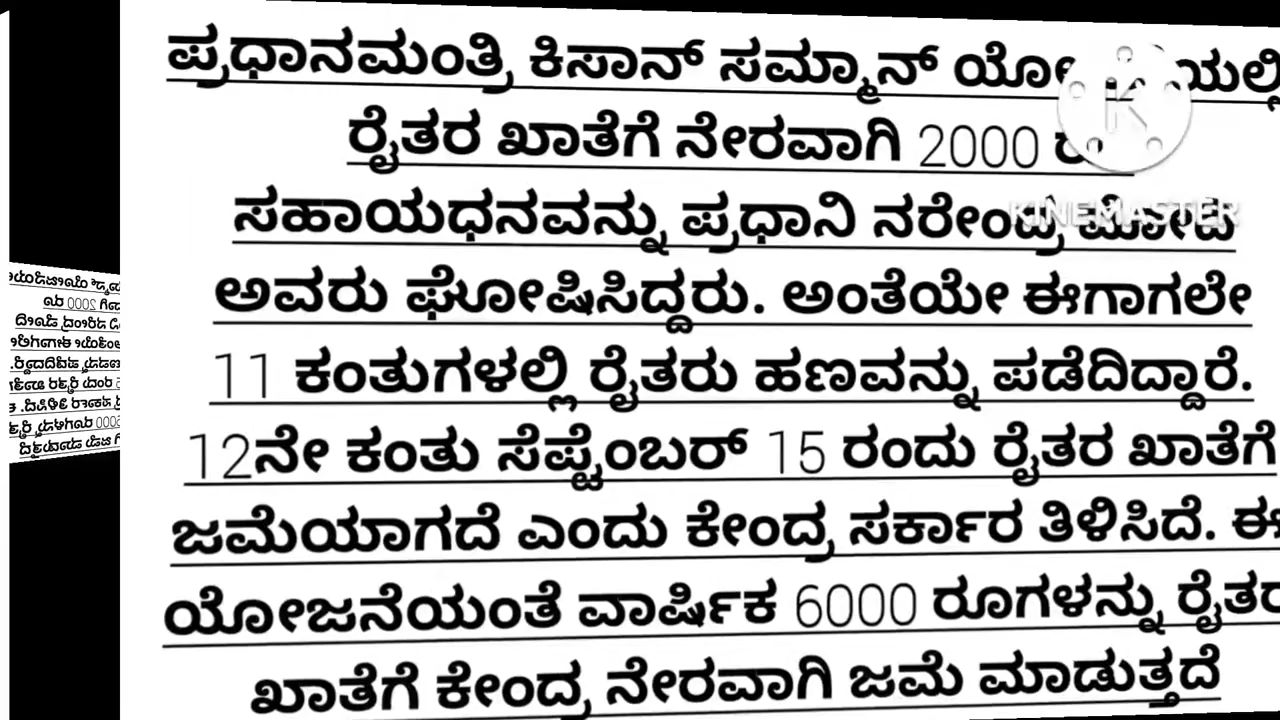 ಪ್ರಧಾನಮಂತ್ರಿ ಕಿಸಾನ್ ಸಮ್ಮಾನ್
ರೈತರ ಖಾತೆಗೆ ನೇರವಾಗಿ 2000 ರೂ
ಸಹಾಯಧನವನ್ನು ಪ್ರಧಾನಿ ನರೇಂದ್ರ ಮೋದಿ
KINEMASTER
ಅವರು ಘೋಷಿಸಿದ್ದರು. ಅಂತೆಯೇ ಈಗಾಗಲೇ
11 ಕಂತುಗಳಲ್ಲಿ ರೈತರು ಹಣವನ್ನು ಪಡೆದಿದ್ದಾರೆ.
12ನೇ ಕಂತು ಸೆಪ್ಟೆಂಬರ್ 15 ರಂದು ರೈತರ ಖಾತೆಗೆ
ಜಮೆಯಾಗದೆ ಎಂದು ಕೇಂದ್ರ ಸರ್ಕಾರ ತಿಳಿಸಿದೆ. ಈ
ಯೋಜನೆಯಂತೆ ವಾರ್ಷಿಕ 6000 ರೂಗಳನ್ನು ರೈತರ
ಖಾತೆಗೆ ಕೇಂದ್ರ ನೇರವಾಗಿ ಜಮೆ ಮಾಡುತ್ತದೆ